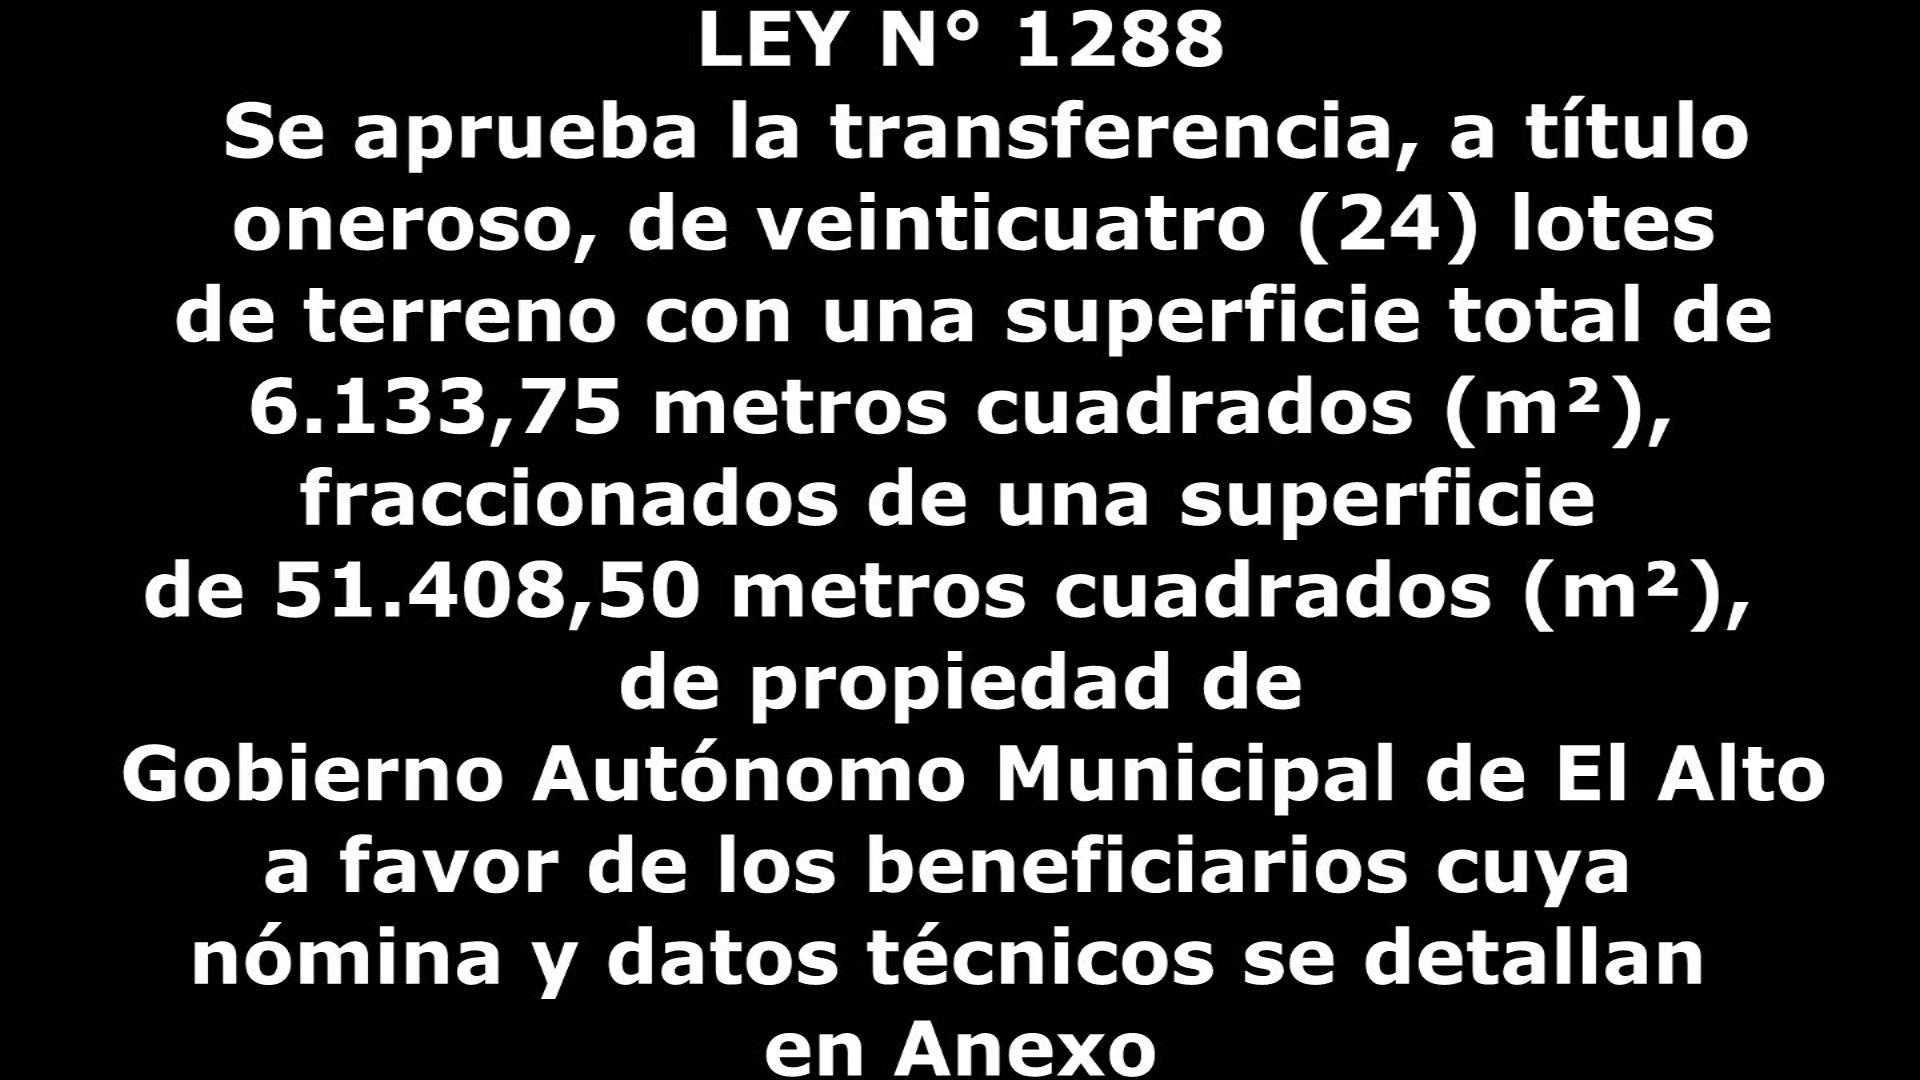 LEY N° 1288
Se aprueba la transferencia, a título
oneroso, de veinticuatro (24) lotes
de terreno con una superficie total de
6.133,75 metros cuadrados (m²),
fraccionados de una superficie
de 51.408,50 metros cuadrados (m²),
de propiedad de
Gobierno Autónomo Municipal de El Alto
a favor de los beneficiarios cuya
nómina y datos técnicos se detallan
en Anexo